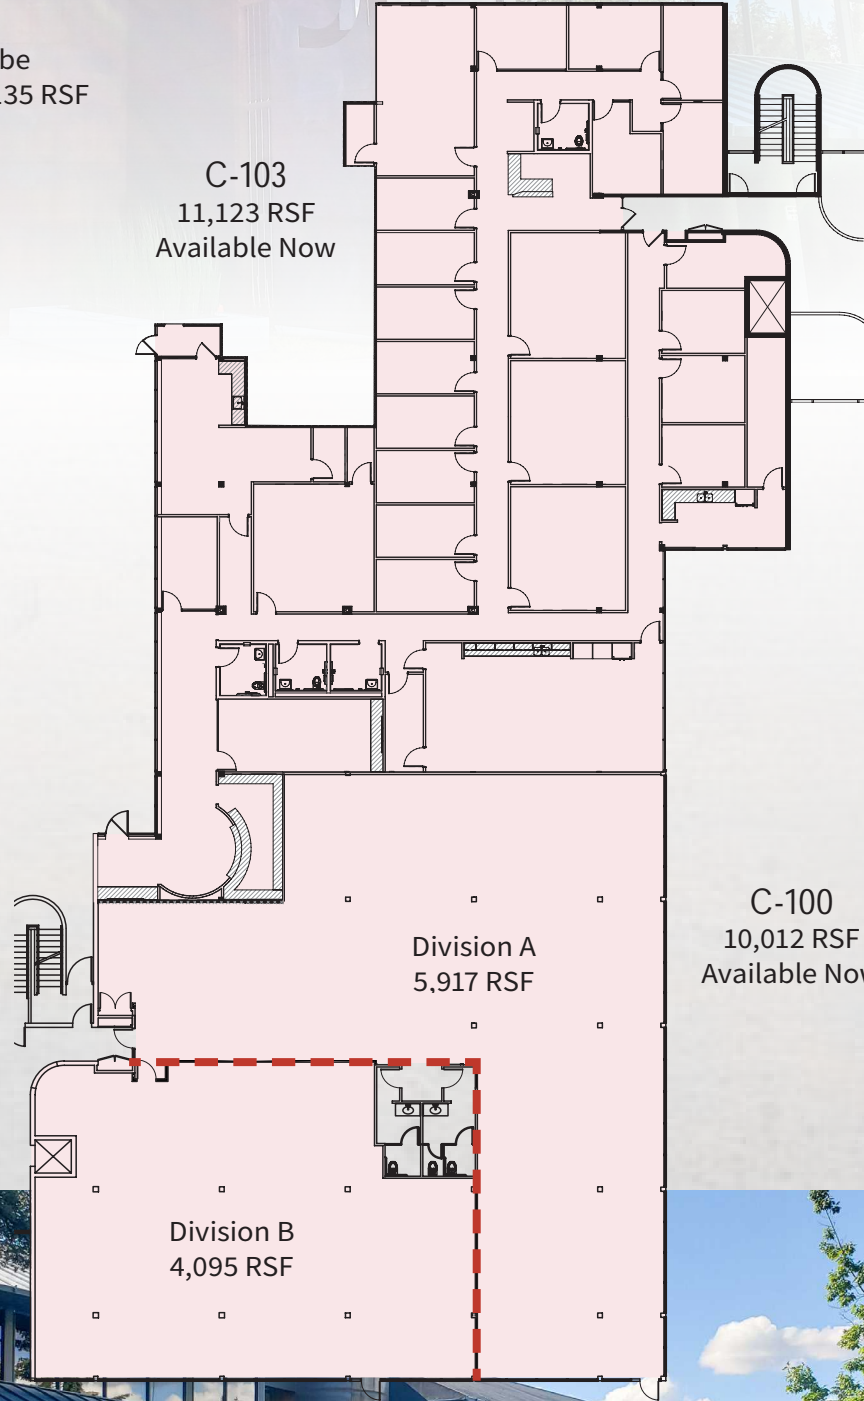 be
135 RSF
C-103
11,123 RSF
Available Now
Division A
5,917 RSF
C-100
10,012 RSF
Available Now
Division B
4,095 RSF